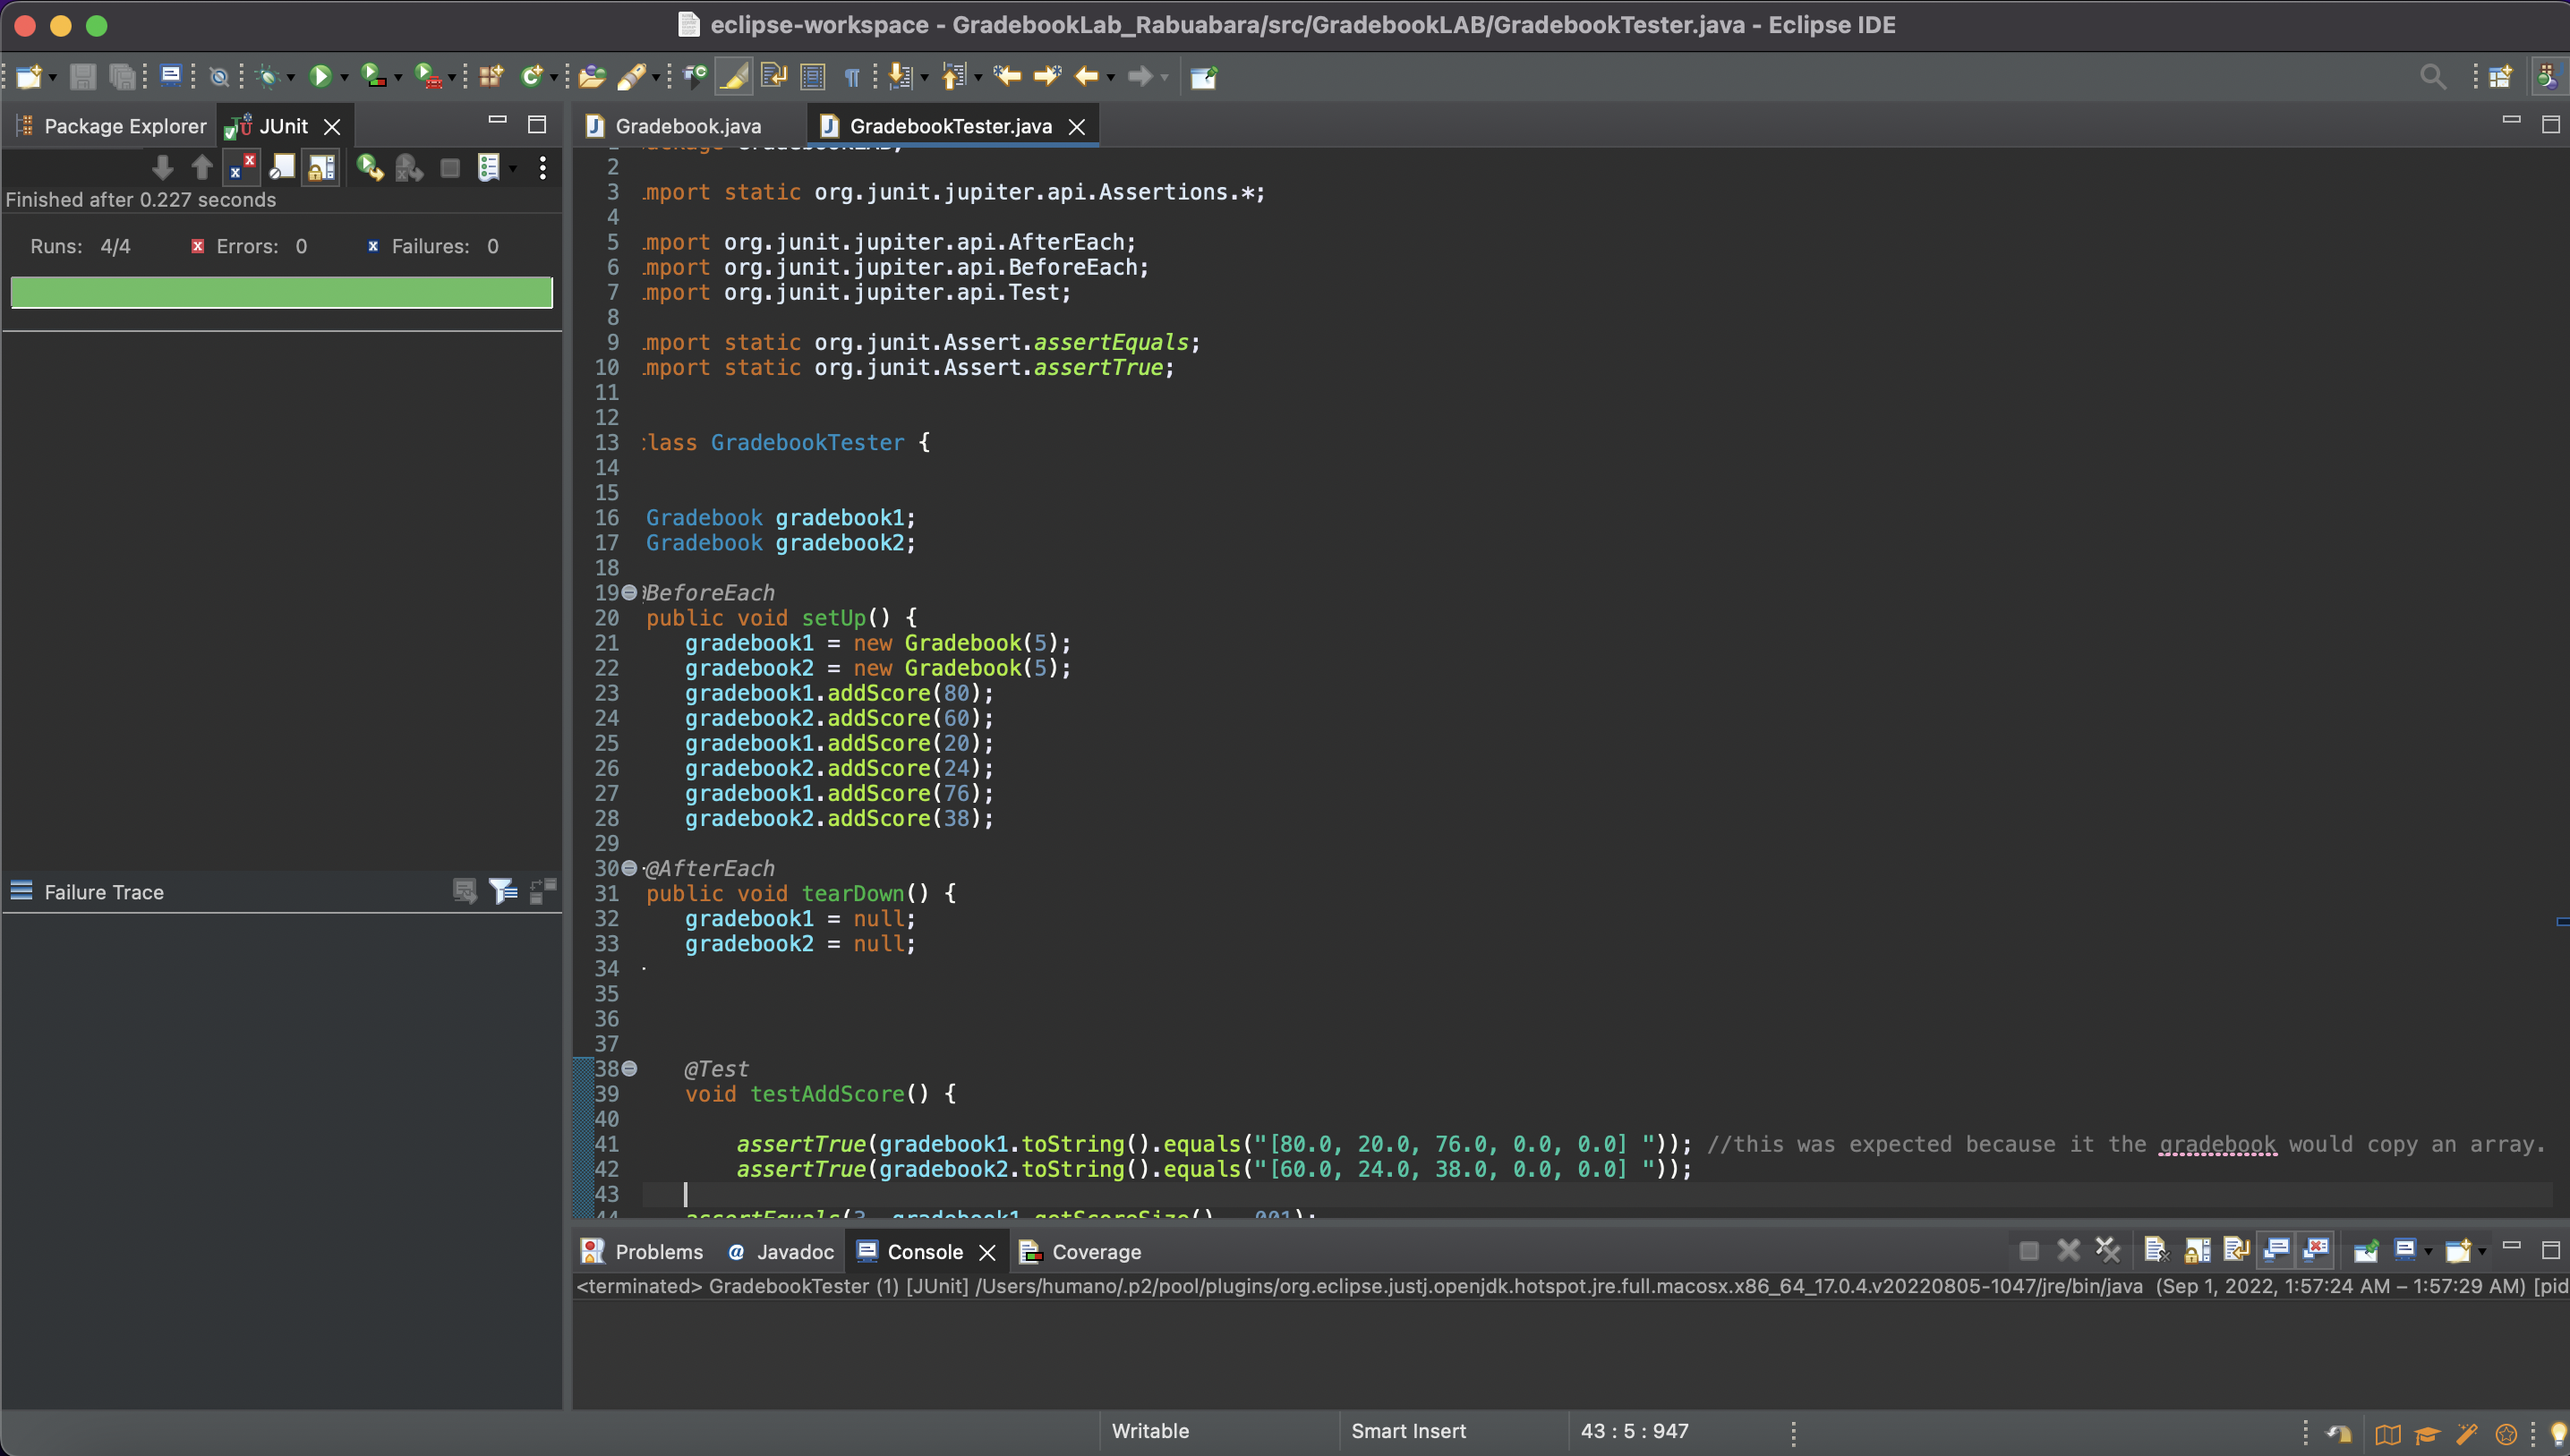 eclipse-workspace - GradebookLab_Rabuabara/src/GradebookLAB/GradebookTester.java - Eclipse IDE
Package Explorer
JUnit
Finished after 0.227 seconds
Runs: 4/4
Errors: 0
Failures: 0
Failure Trace
Gradebook.java
GradebookTester.java
2
3 mport static org.junit.jupiter.api.Assertions.*;
4
5 mport org.junit.jupiter.api.AfterEach;
6 mport org.junit.jupiter.api.BeforeEach;
7 mport org.junit.jupiter.api.Test;
8
9 mport static org.junit.Assert.assertEquals;
10 mport static org.junit.Assert.assertTrue;
11
12
13 lass GradebookTester {
14
15
16 Gradebook gradebook1;
17 Gradebook gradebook2;
18
19 BeforeEach
20 public void setUp() {
21 gradebook1 = new Gradebook(5);
22 gradebook2 = new Gradebook(5);
23 gradebook1.addScore(80);
24 gradebook2.addScore(60);
25 gradebook1.addScore(20);
26 gradebook2.addScore(24);
27 gradebook1.addScore(76);
28 gradebook2.addScore(38);
29
30 @AfterEach
31 public void tearDown() {
32 gradebook1 = null;
33 gradebook2 = null;
34
35
36
37
38 @Test
39 void testAddScore() {
40
41 assertTrue(gradebook1.toString().equals("[80.0, 20.0, 76.0, 0.0, 0.0] ")); //this was expected because it the gradebook would copy an array.
42 assertTrue(gradebook2.toString().equals("[60.0, 24.0, 38.0, 0.0, 0.0] "));
43
Problems
Javadoc
Console
Coverage
<terminated> GradebookTester (1) [JUnit] /Users/humano/.p2/pool/plugins/org.eclipse.justj.openjdk.hotspot.jre.full.macosx.x86_64_17.0.4.v20220805-1047/jre/bin/java (Sep 1, 2022, 1:57:24 AM – 1:57:29 AM) [pid
Writable
Smart Insert
43 : 5 : 947